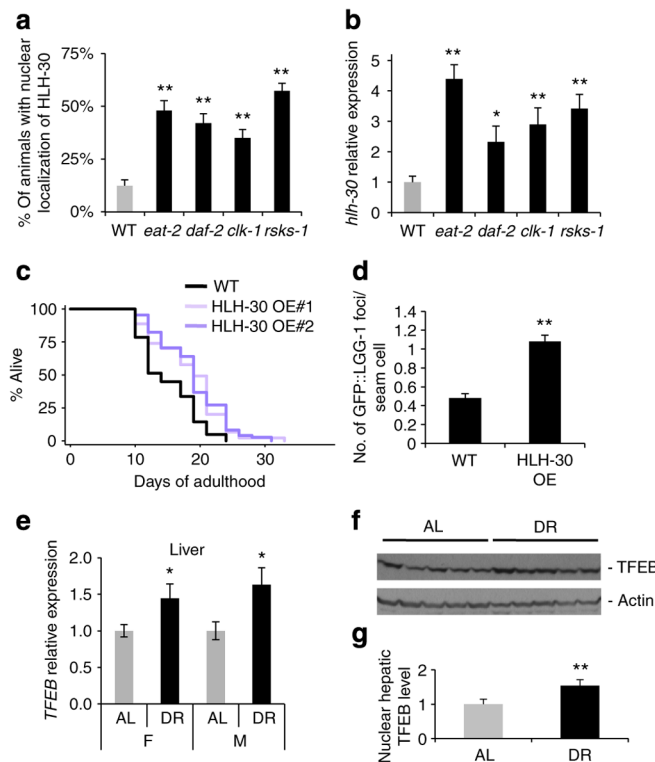 a
% Of animals with nuclear
localization of HLH-30
75%
50%
25%
0%
**
**
**
**
WT eat-2 daf-2 clk-1 rsks-1
b
hlh-30 relative expression
5
4
3
2
1
0
**
*
**
**
WT eat-2 daf-2 clk-1 rsks-1
c
WT
HLH-30 OE#1
HLH-30 OE#2
% Alive
100
75
50
25
0
0 10 20 30
Days of adulthood
d
No. of GFP::LGG-1 foci/
seam cell
1.4
1.2
1
0.8
0.6
0.4
0.2
0
**
WT HLH-30
OE
e
Liver
TFEB relative expression
2.0
1.5
1.0
0.5
0.0
*
*
AL DR AL DR
F M
f
AL DR
- TFEB
- Actin
g
Nuclear hepatic
TFEB level
2
1
0
**
AL DR